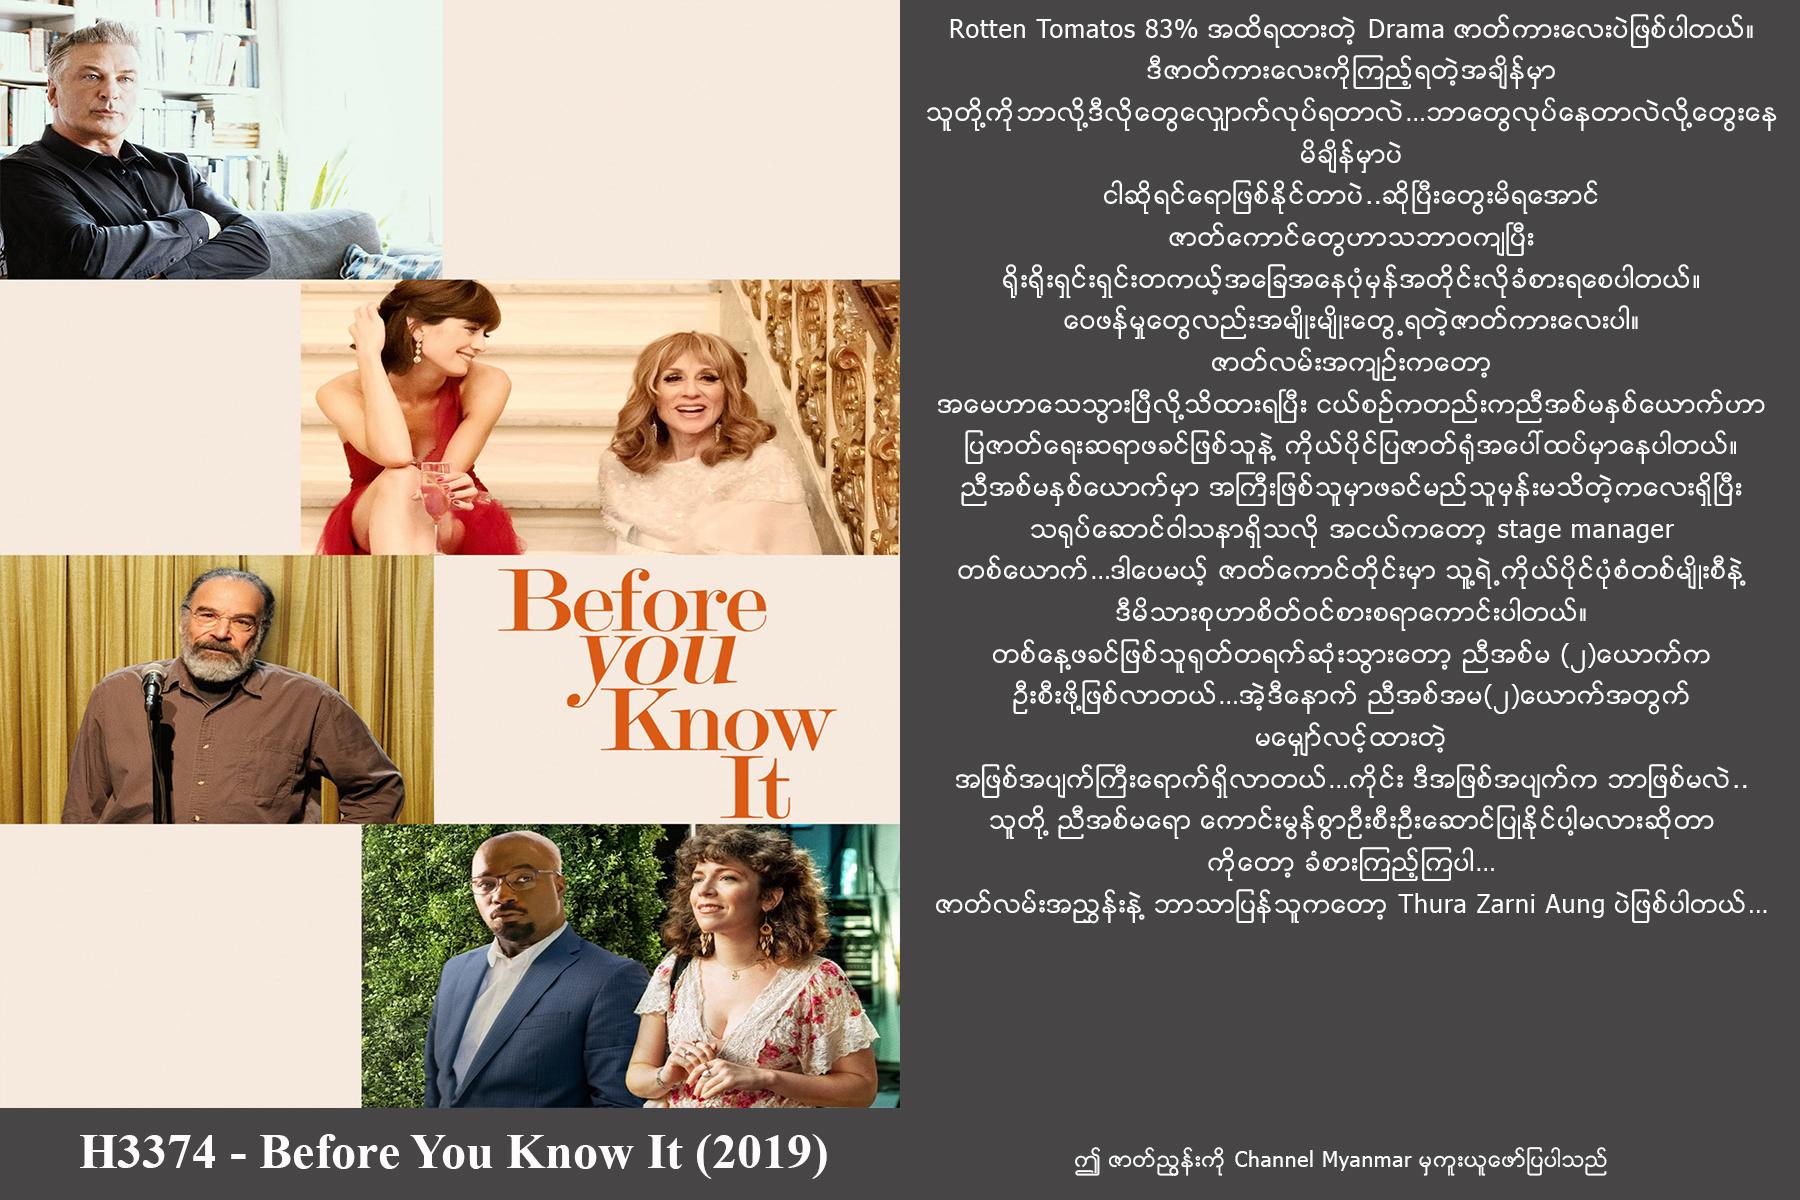 Before
you
Know
It
H3374 - Before You Know It (2019)
Rotten Tomatos 83% အထိရထားတဲ့ Drama ဇာတ်ကားလေးပဲဖြစ်ပါတယ်။
ဒီဇာတ်ကားလေးကိုကြည့်ရတဲ့အချိန်မှာ
သူတို့ကိုဘာလို့ဒီလိုတွေလျှောက်လုပ်ရတာလဲ...ဘာတွေလုပ်နေတာလဲလို့တွေးနေ
မိချိန်မှာပဲ
ငါဆိုရင်ရောဖြစ်နိုင်တာပဲ..ဆိုပြီးတွေးမိရအောင်
ဇာတ်ကောင်တွေဟာသဘာဝကျပြီး
ရိုးရိုးရှင်းရှင်းတကယ့်အခြေအနေပုံမှန်အတိုင်းလိုခံစားရစေပါတယ်။
ဝေဖန်မှုတွေလည်းအမျိုးမျိုးတွေ့ရတဲ့ဇာတ်ကားလေးပါ။
ဇာတ်လမ်းအကျဉ်းကတော့
အမေဟာသေသွားပြီလို့သိထားရပြီး ငယ်စဉ်ကတည်းကညီအစ်မနှစ်ယောက်ဟာ
ပြဇာတ်ရေးဆရာဖခင်ဖြစ်သူနဲ့ ကိုယ်ပိုင်ပြဇာတ်ရုံအပေါ်ထပ်မှာနေပါတယ်။
ညီအစ်မနှစ်ယောက်မှာ အကြီးဖြစ်သူမှာဖခင်မည်သူမှန်းမသိတဲ့ကလေးရှိပြီး
သရုပ်ဆောင်ဝါသနာရှိသလို အငယ်ကတော့ stage manager
တစ်ယောက်...ဒါပေမယ့် ဇာတ်ကောင်တိုင်းမှာ သူ့ရဲ့ကိုယ်ပိုင်ပုံစံတစ်မျိုးစီနဲ့
ဒီမိသားစုဟာစိတ်ဝင်စားစရာကောင်းပါတယ်။
တစ်နေ့ဖခင်ဖြစ်သူရုတ်တရက်ဆုံးသွားတော့ ညီအစ်မ (၂)ယောက်က
ဦးစီးဖို့ဖြစ်လာတယ်...အဲ့ဒီနောက် ညီအစ်အမ(၂)ယောက်အတွက်
မမျှော်လင့်ထားတဲ့
အဖြစ်အပျက်ကြီးရောက်ရှိလာတယ်...ကိုင်း ဒီအဖြစ်အပျက်က ဘာဖြစ်မလဲ..
သူတို့ ညီအစ်မရော ကောင်းမွန်စွာဦးစီးဦးဆောင်ပြုနိုင်ပါ့မလားဆိုတာ
ကိုတော့ ခံစားကြည့်ကြပါ...
ဇာတ်လမ်းအညွှန်းနဲ့ ဘာသာပြန်သူကတော့ Thura Zarni Aung ပဲဖြစ်ပါတယ်...
ဤ ဇာတ်ညွှန်းကို Channel Myanmar မှကူးယူဖော်ပြပါသည်